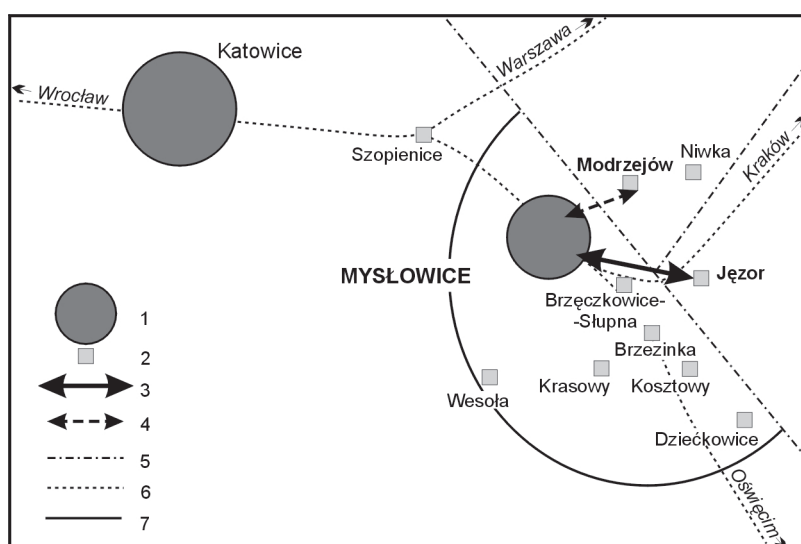 Katowice
Wrocław
Warszawa
Szopienice
Modrzejów
Niwka
Kraków
MYSŁOWICE
Jęzor
Brzęczkowice-
-Słupna
Brzezinka
Wesoła
Krasowy
Kosztowy
Dziećkowice
Oświęcim
1
2
3
4
5
6
7